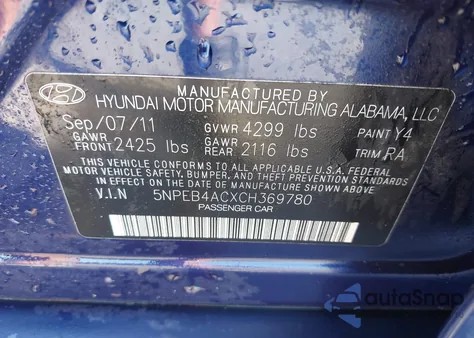 MANUFACTURED BY
HYUNDAI MOTOR MANUFACTURING ALABAMA, LLC
Sep/07/11 GVWR 4299 lbs PAINT Y4
GAWR FRONT 2425 lbs GAWR REAR 2116 lbs TRIM RA
THIS VEHICLE CONFORMS TO ALL APPLICABLE U.S.A. FEDERAL
MOTOR VEHICLE SAFETY, BUMPER, AND THEFT PREVENTION STANDARDS
IN EFFECT ON THE DATE OF MANUFACTURE SHOWN ABOVE.
V.I.N 5NPEB4ACXCH369780
PASSENGER CAR
autoSnap